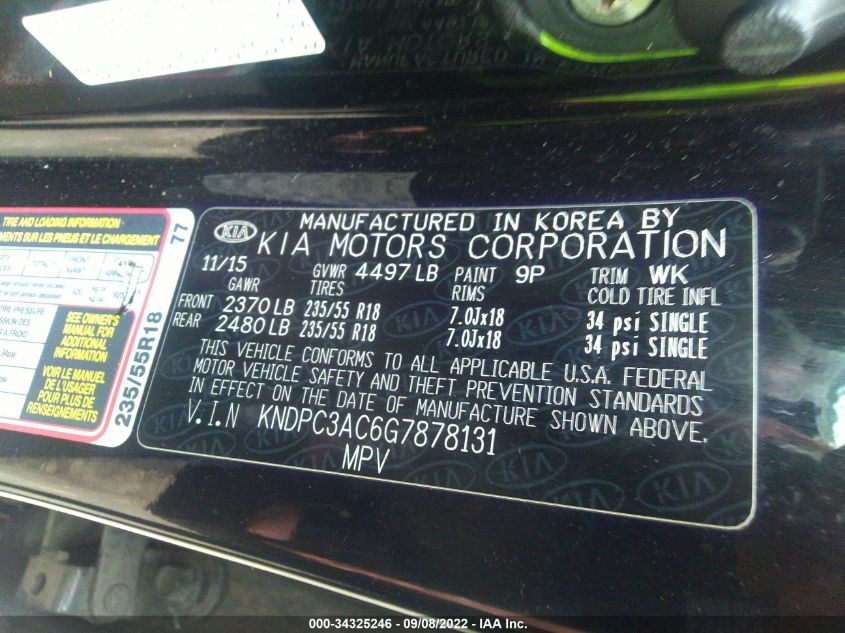 KIA MOTORS
MANUFACTURED IN
TIRE AND LOADING INFORMATION
77
SEE OWNER'S
MANUAL FOR
ADDITIONAL
INFORMATION
VOIR LE MANUEL
DE L'USAGER
POUR PLUS DE
RENSEIGNEMENTS
235/55R18
KIA
MANUFACTURED IN KOREA BY
KIA MOTORS CORPORATION
11/15 GVWR 4497 LB PAINT 9P TRIM WK
GAWR TIRES RIMS COLD TIRE INFL
FRONT 2370 LB 235/55 R18 7.0Jx18 34 psi SINGLE
REAR 2480 LB 235/55 R18 7.0Jx18 34 psi SINGLE
THIS VEHICLE CONFORMS TO ALL APPLICABLE U.S.A. FEDERAL
MOTOR VEHICLE SAFETY AND THEFT PREVENTION STANDARDS
IN EFFECT ON THE DATE OF MANUFACTURE SHOWN ABOVE.
V.I.N KNDPC3AC6G7878131
MPV
000-34325246 - 09/08/2022 - IAA Inc.